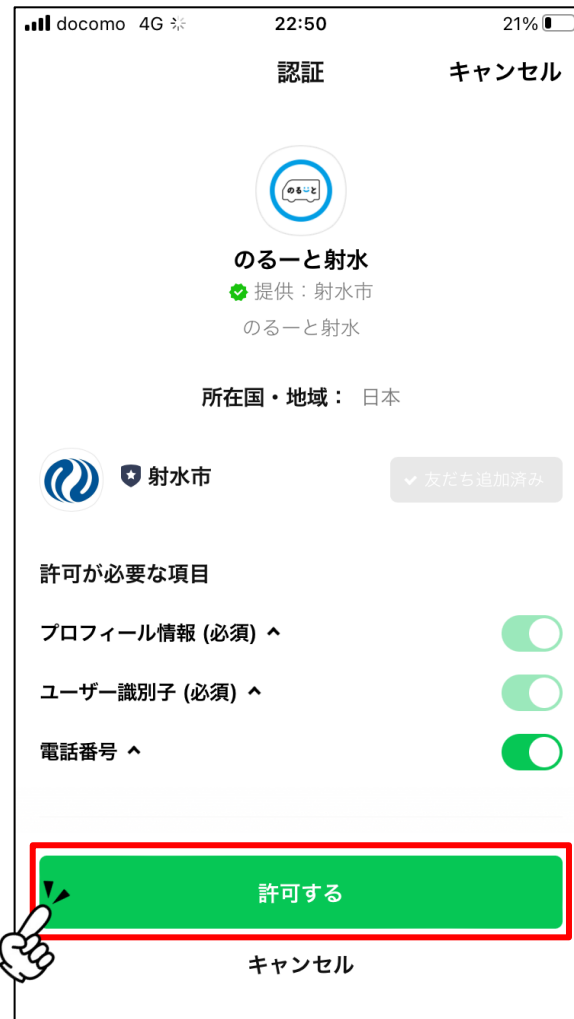 docomo 4G 22:50 21%
認証 キャンセル
のるーと
のるーと射水
提供：射水市
のるーと射水
所在国・地域： 日本
射水市 友だち追加済み
許可が必要な項目
プロフィール情報 (必須)
ユーザー識別子 (必須)
電話番号
許可する
キャンセル